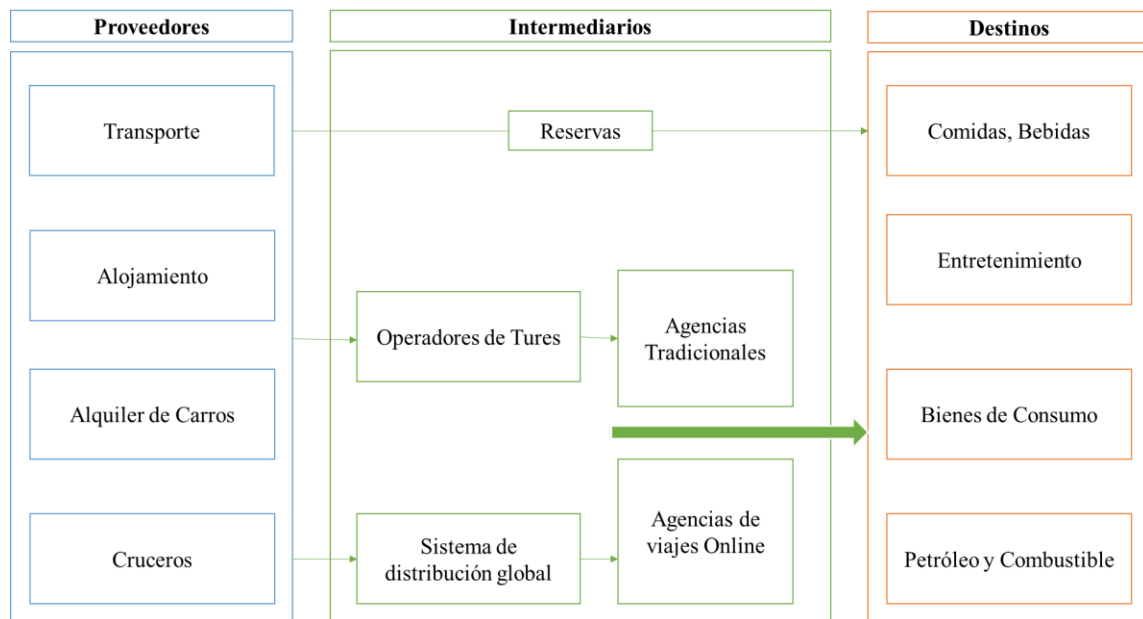 Proveedores
Intermediarios
Destinos
Transporte
Reservas
Comidas, Bebidas
Alojamiento
Entretenimiento
Operadores de Tures
Agencias
Tradicionales
Alquiler de Carros
Bienes de Consumo
Cruceros
Sistema de
distribución global
Agencias de
viajes Online
Petróleo y Combustible